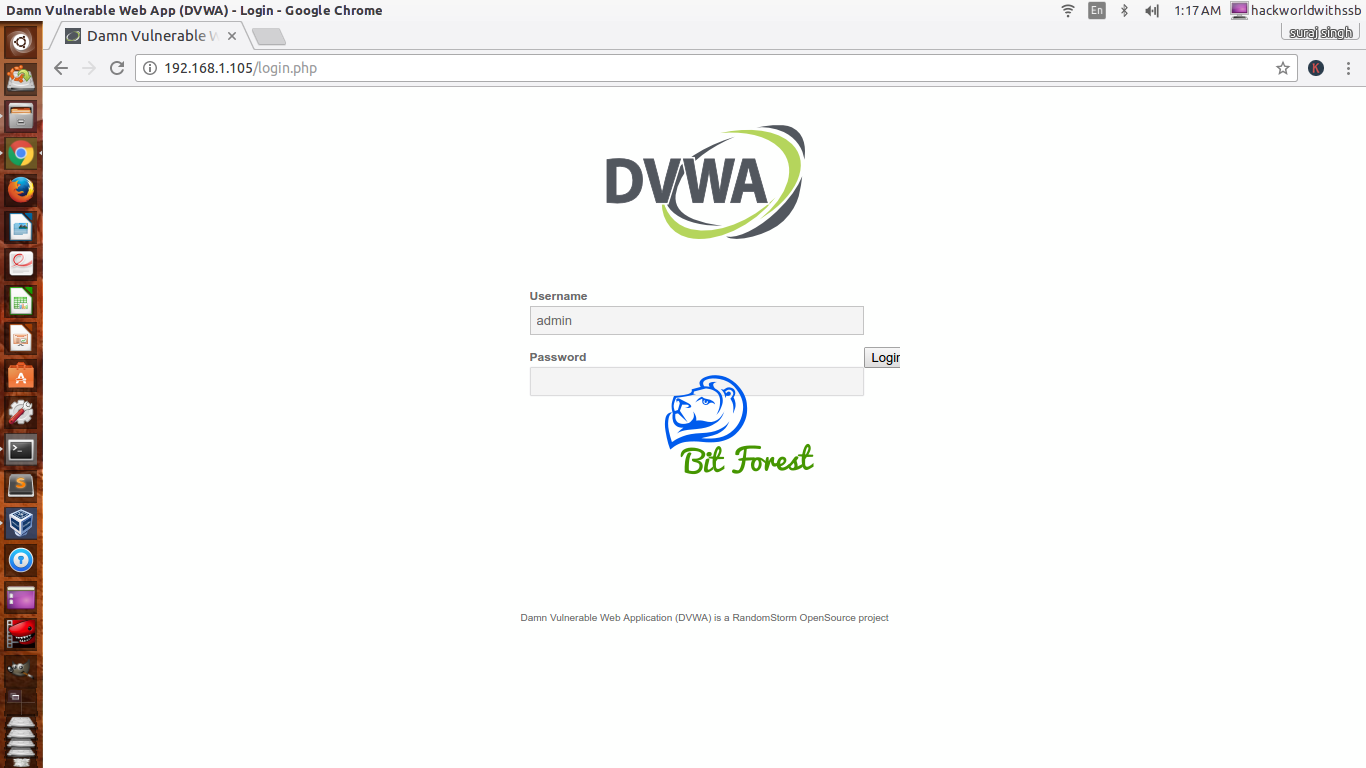 Damn Vulnerable Web App (DVWA) - Login - Google Chrome
En
1:17 AM
hackworldwithssb
Damn Vulnerable W
suraj singh
192.168.1.105/login.php
K
DVWA
Username
admin
Password
Login
Bit Forest
Damn Vulnerable Web Application (DVWA) is a RandomStorm OpenSource project